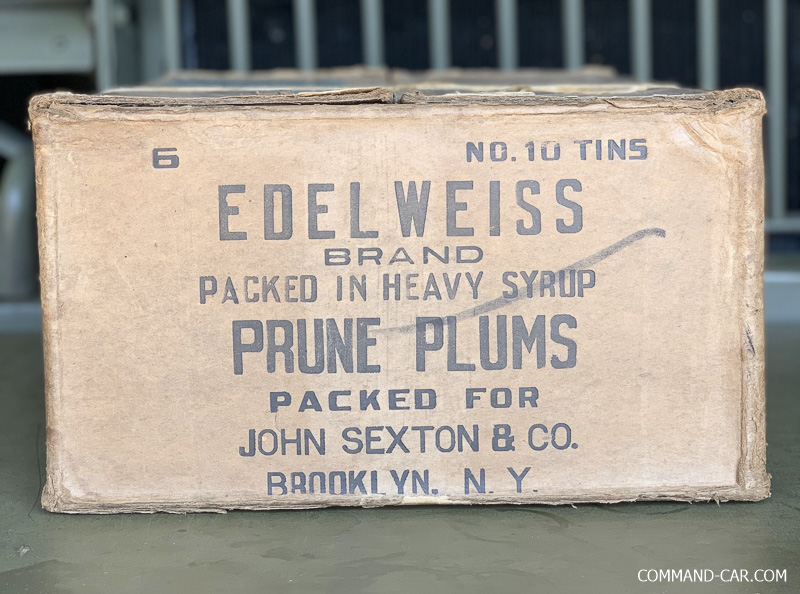 6 NO. 10 TINS
EDELWEISS
BRAND
PACKED IN HEAVY SYRUP
PRUNE PLUMS
PACKED FOR
JOHN SEXTON & CO.
BROOKLYN, N. Y.
COMMAND-CAR.COM